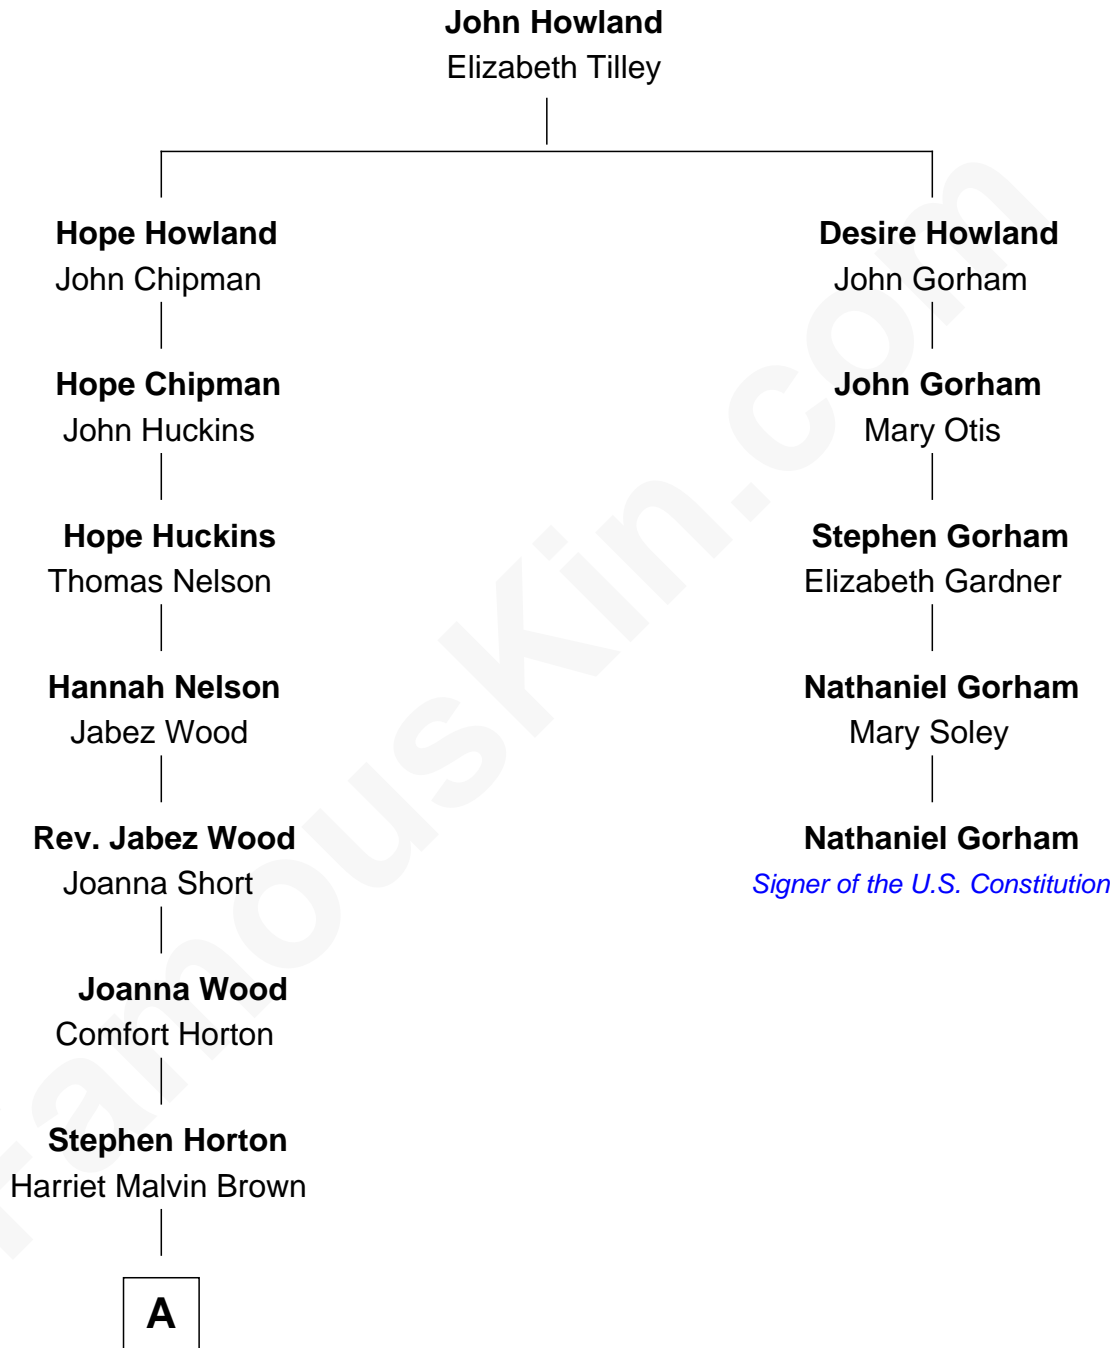 John Howland
Elizabeth Tilley
Hope Howland
John Chipman
Desire Howland
John Gorham
Hope Chipman
John Huckins
John Gorham
Mary Otis
Hope Huckins
Thomas Nelson
Stephen Gorham
Elizabeth Gardner
Hannah Nelson
Jabez Wood
Nathaniel Gorham
Mary Soley
Rev. Jabez Wood
Joanna Short
Nathaniel Gorham
Signer of the U.S. Constitution
Joanna Wood
Comfort Horton
Stephen Horton
Harriet Malvin Brown
A
FamousKin.com